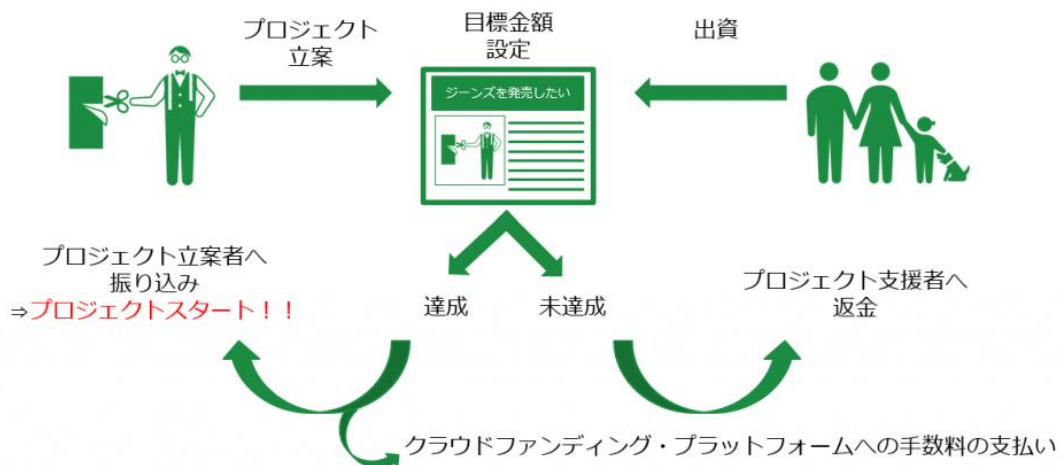 プロジェクト
立案
目標金額
設定
出資
ジーンズを発売したい
プロジェクト立案者へ
振り込み
⇒プロジェクトスタート！！
達成
未達成
プロジェクト支援者へ
返金
クラウドファンディング・プラットフォームへの手数料の支払い